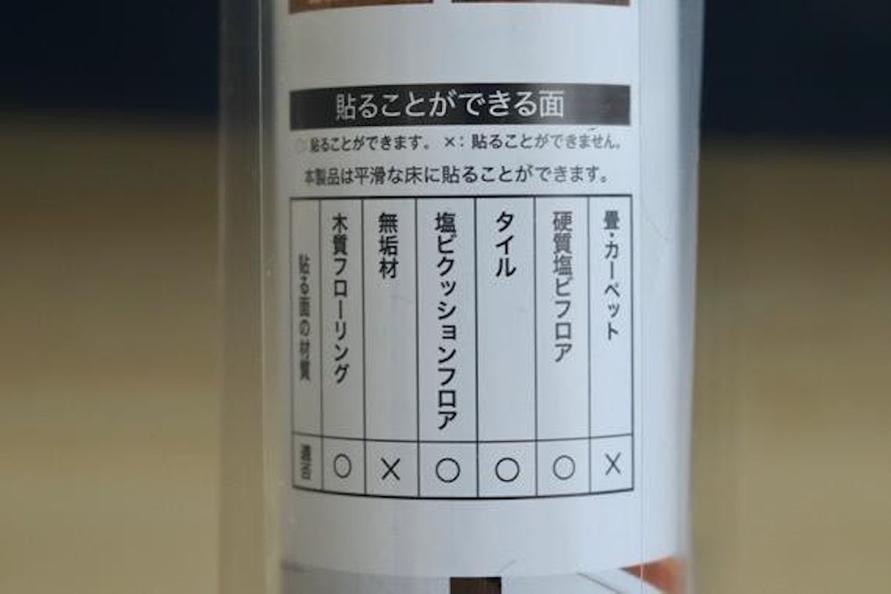 貼ることができる面
○:貼ることができます。×:貼ることができません。
本製品は平滑な床に貼ることができます。
貼る面の材質
木質フローリング
無垢材
塩ビクッションフロア
タイル
硬質塩ビフロア
畳・カーペット
適否
○
×
○
○
○
×